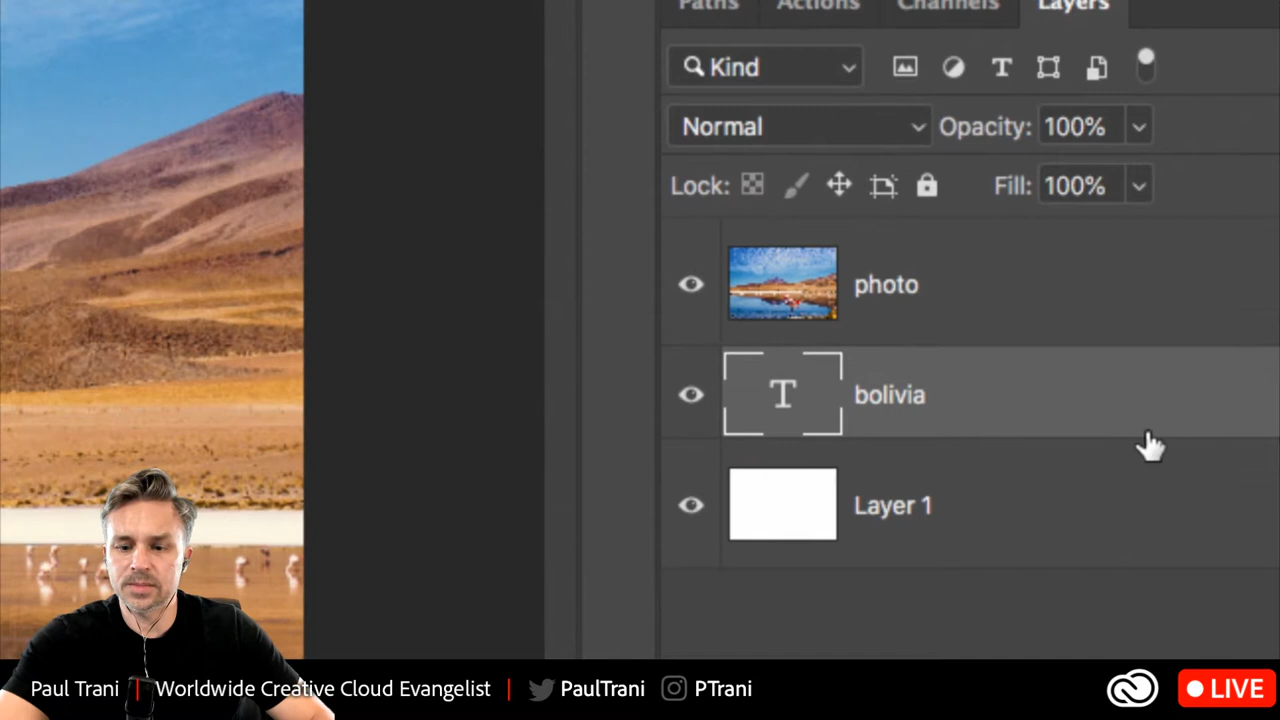 Paths Actions Channels Layers
Kind T
Normal Opacity: 100%
Lock: Fill: 100%
photo
T bolivia
Layer 1
Paul Trani | Worldwide Creative Cloud Evangelist | PaulTrani PTrani LIVE